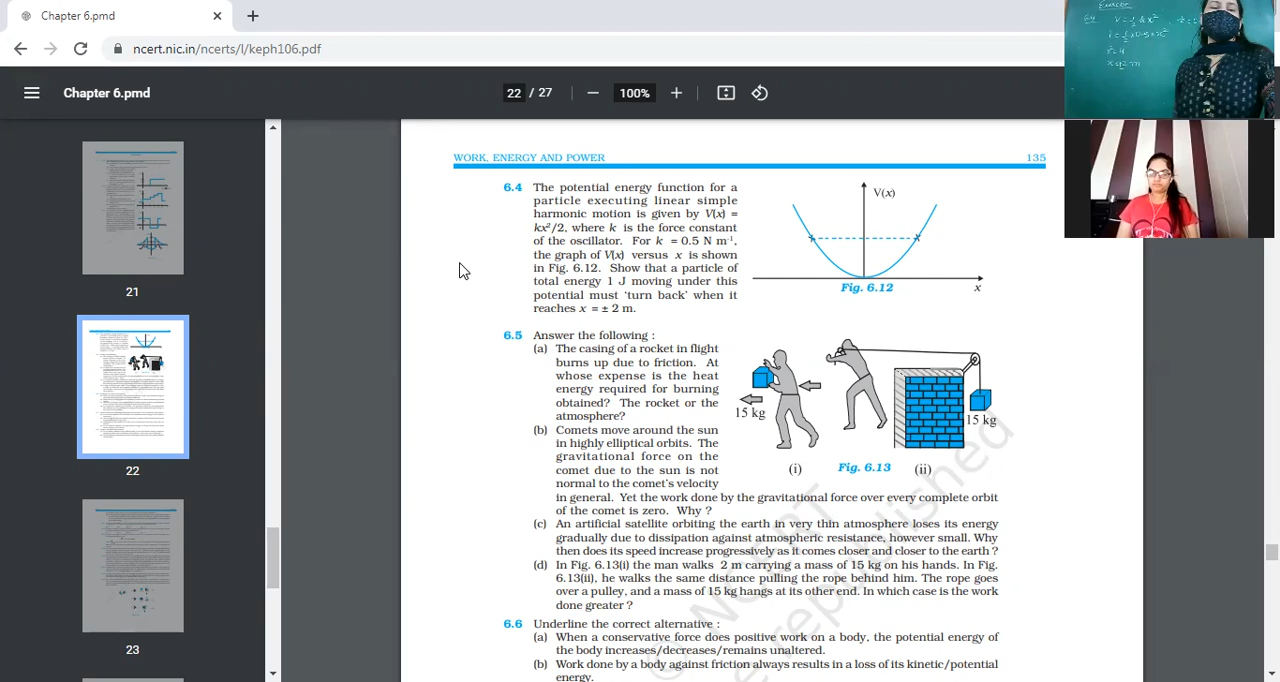 Chapter 6.pmd
ncert.nic.in/ncerts/l/keph106.pdf
Chapter 6.pmd
22 / 27
100%
21
22
23
WORK, ENERGY AND POWER
135
6.4 The potential energy function for a
particle executing linear simple
harmonic motion is given by V(x) =
kx²/2, where k is the force constant
of the oscillator. For k = 0.5 N m⁻¹,
the graph of V(x) versus x is shown
in Fig. 6.12. Show that a particle of
total energy 1 J moving under this
potential must ‘turn back’ when it
reaches x = ± 2 m.
V(x)
x
Fig. 6.12
6.5 Answer the following :
(a) The casing of a rocket in flight
burns up due to friction. At
whose expense is the heat
energy required for burning
obtained? The rocket or the
atmosphere?
(b) Comets move around the sun
in highly elliptical orbits. The
gravitational force on the
comet due to the sun is not
normal to the comet’s velocity
in general. Yet the work done by the gravitational force over every complete orbit
of the comet is zero. Why ?
15 kg
15 kg
(i) Fig. 6.13 (ii)
(c) An artificial satellite orbiting the earth in very thin atmosphere loses its energy
gradually due to dissipation against atmospheric resistance, however small. Why
then does its speed increase progressively as it comes closer and closer to the earth ?
(d) In Fig. 6.13(i) the man walks 2 m carrying a mass of 15 kg on his hands. In Fig.
6.13(ii), he walks the same distance pulling the rope behind him. The rope goes
over a pulley, and a mass of 15 kg hangs at its other end. In which case is the work
done greater ?
6.6 Underline the correct alternative :
(a) When a conservative force does positive work on a body, the potential energy of
the body increases/decreases/remains unaltered.
(b) Work done by a body against friction always results in a loss of its kinetic/potential
energy.